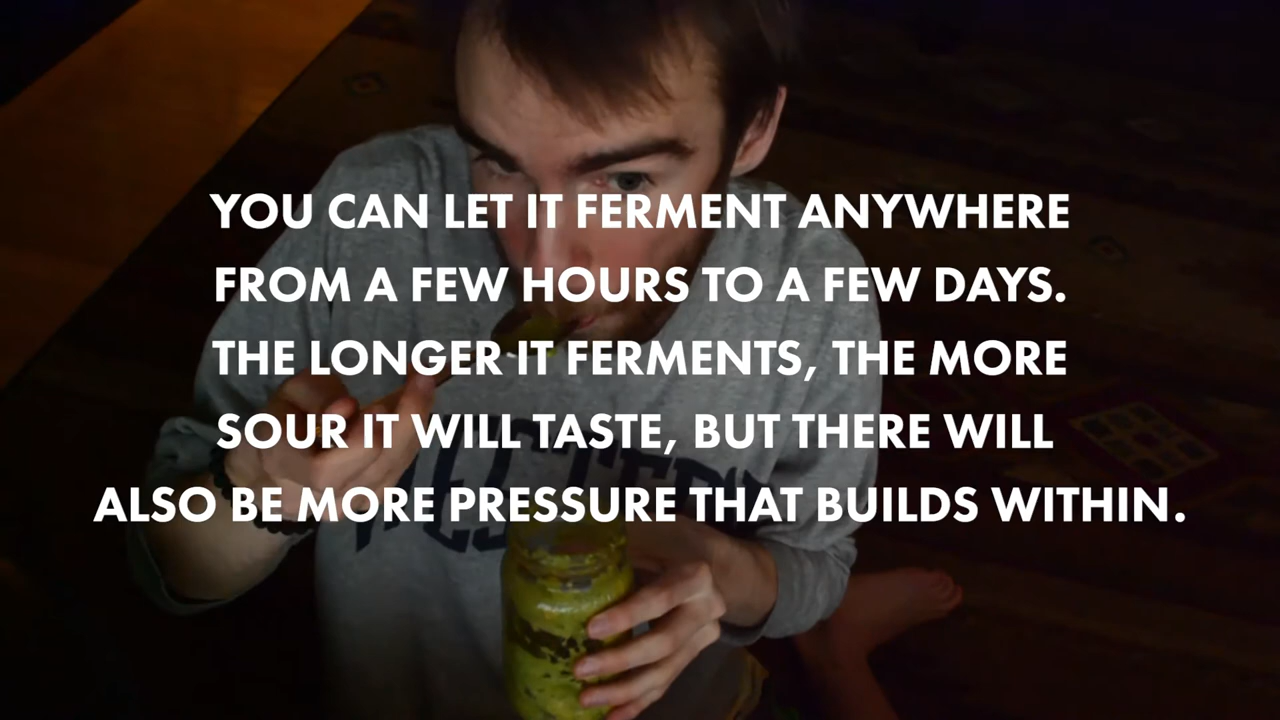 YOU CAN LET IT FERMENT ANYWHERE
FROM A FEW HOURS TO A FEW DAYS.
THE LONGER IT FERMENTS, THE MORE
SOUR IT WILL TASTE, BUT THERE WILL
ALSO BE MORE PRESSURE THAT BUILDS WITHIN.